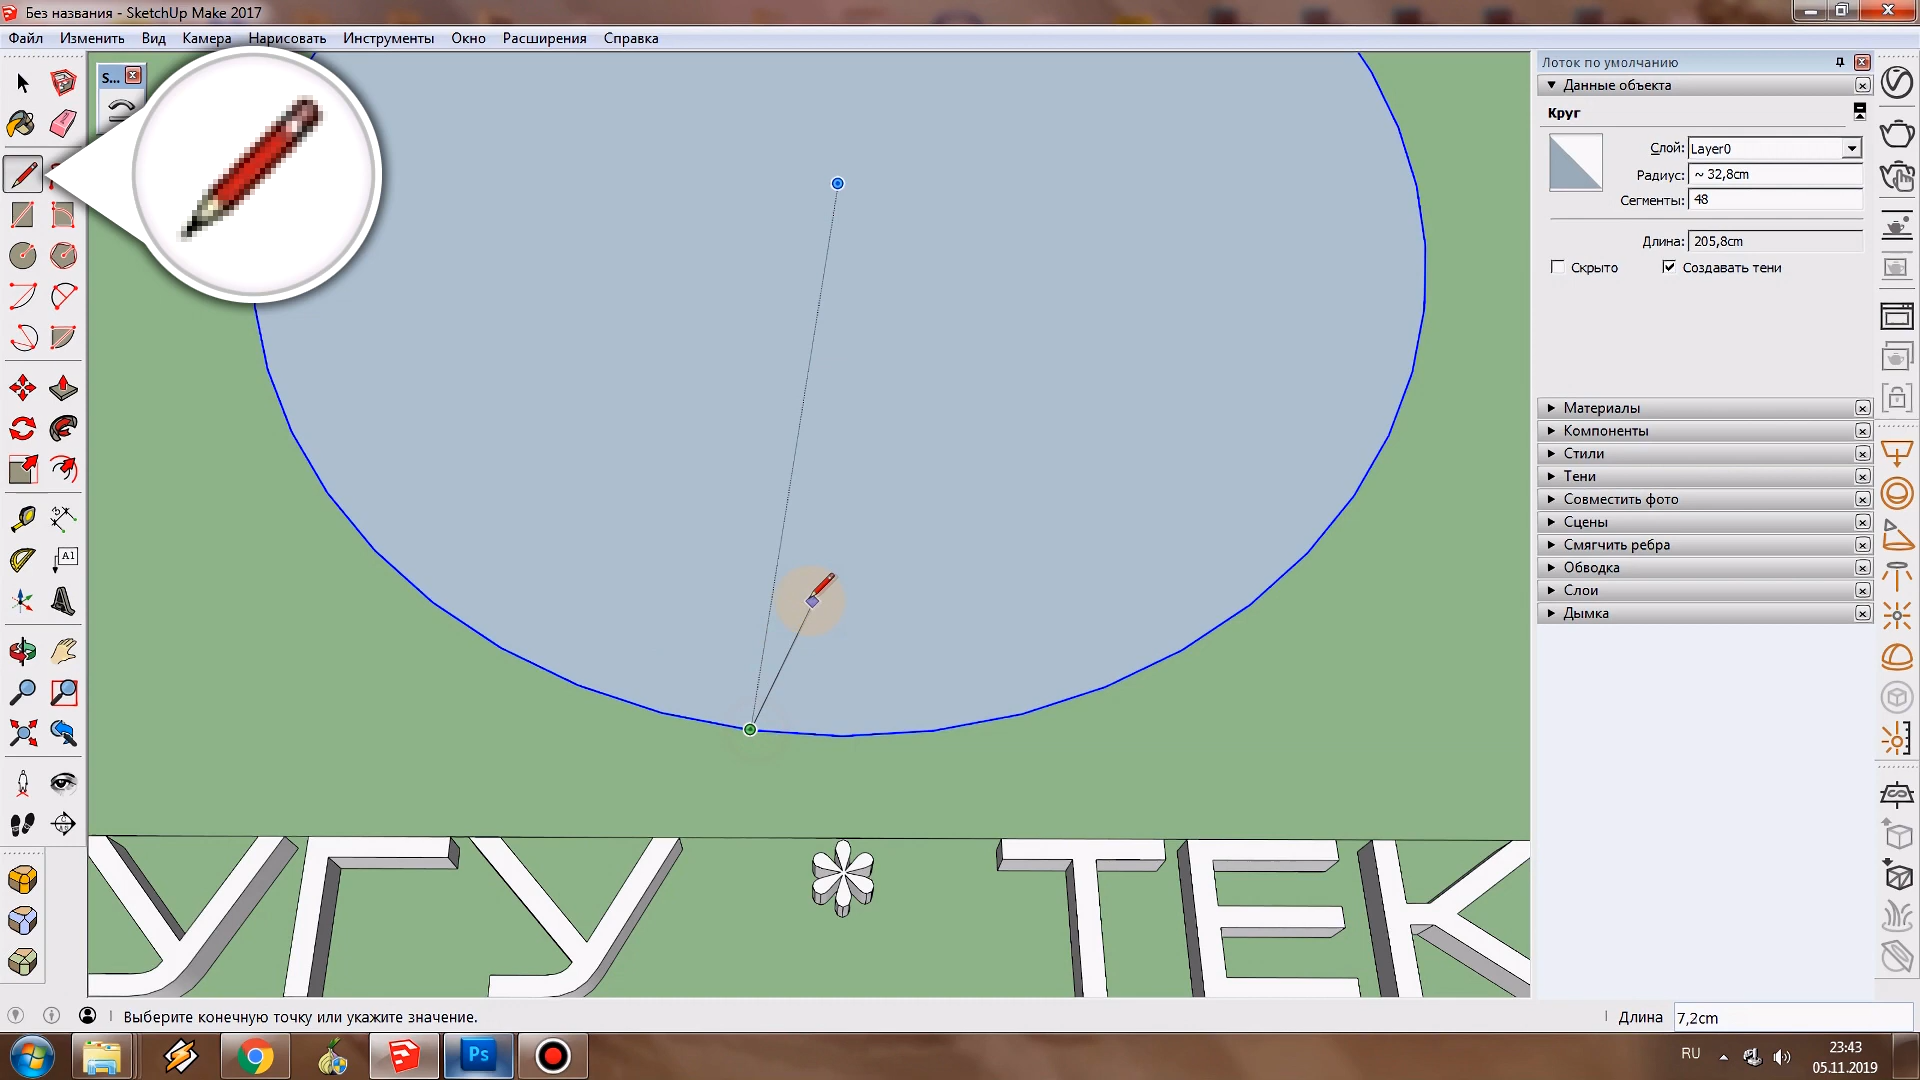 Без названия - SketchUp Make 2017
Файл Изменить Вид Камера Нарисовать Инструменты Окно Расширения Справка
S...
Лоток по умолчанию
Данные объекта
Круг
Слой: Layer0
Радиус: ~ 32,8cm
Сегменты: 48
Длина: 205,8cm
Скрыто Создавать тени
Материалы
Компоненты
Стили
Тени
Совместить фото
Сцены
Смягчить ребра
Обводка
Слои
Дымка
A1
УГУ * ТЕК
Выберите конечную точку или укажите значение.
Длина 7,2cm
Ps
RU
23:43
05.11.2019